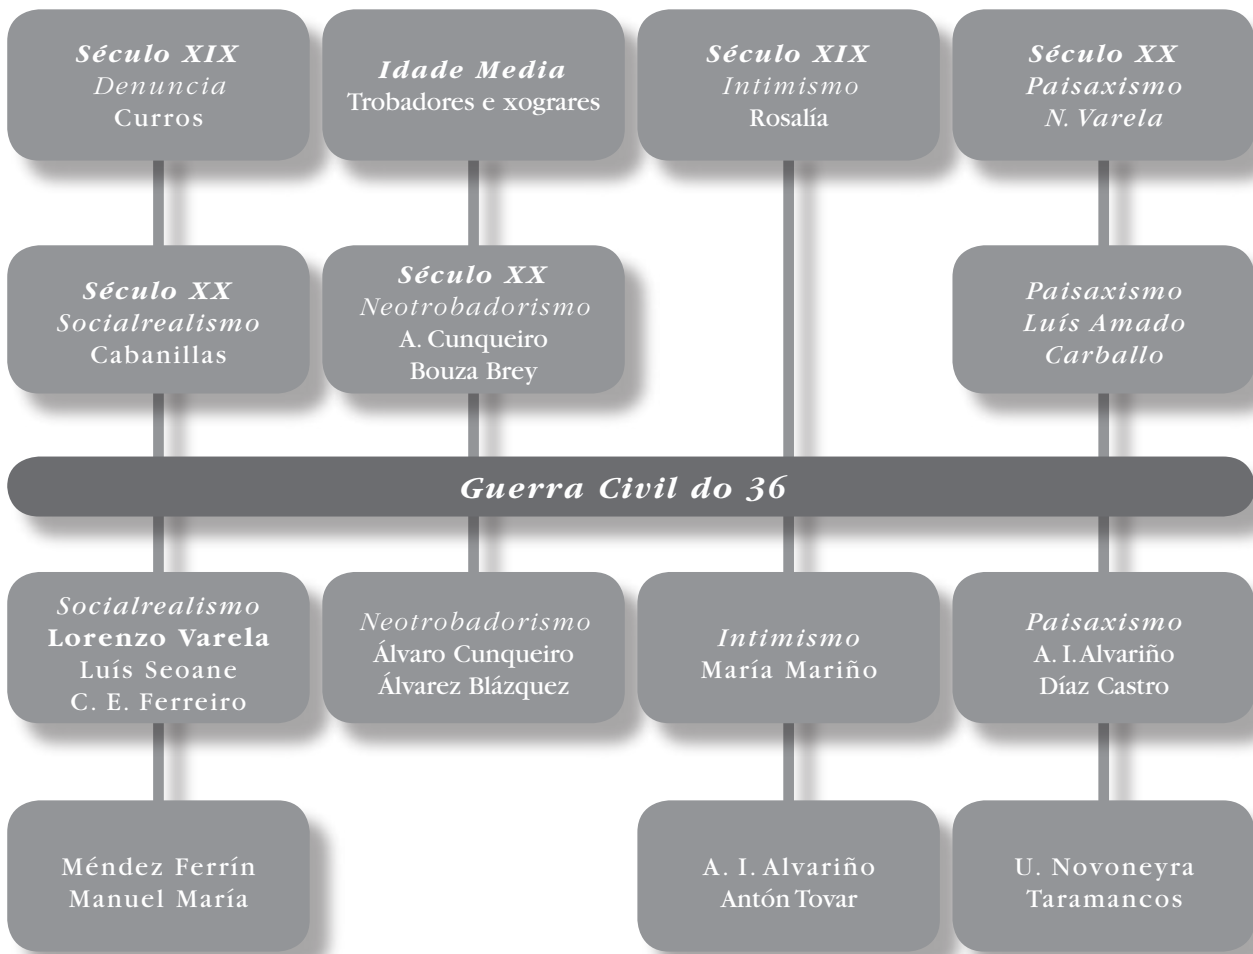 Século XIX
Denuncia
Curros
Idade Media
Trobadores e xograres
Século XIX
Intimismo
Rosalía
Século XX
Paisaxismo
N. Varela
Século XX
Socialrealismo
Cabanillas
Século XX
Neotrobadorismo
A. Cunqueiro
Bouza Brey
Paisaxismo
Luís Amado
Carballo
Guerra Civil do 36
Socialrealismo
Lorenzo Varela
Luís Seoane
C. E. Ferreiro
Neotrobadorismo
Álvaro Cunqueiro
Álvarez Blázquez
Intimismo
María Mariño
Paisaxismo
A. I. Alvariño
Díaz Castro
Méndez Ferrín
Manuel María
A. I. Alvariño
Antón Tovar
U. Novoneyra
Taramancos